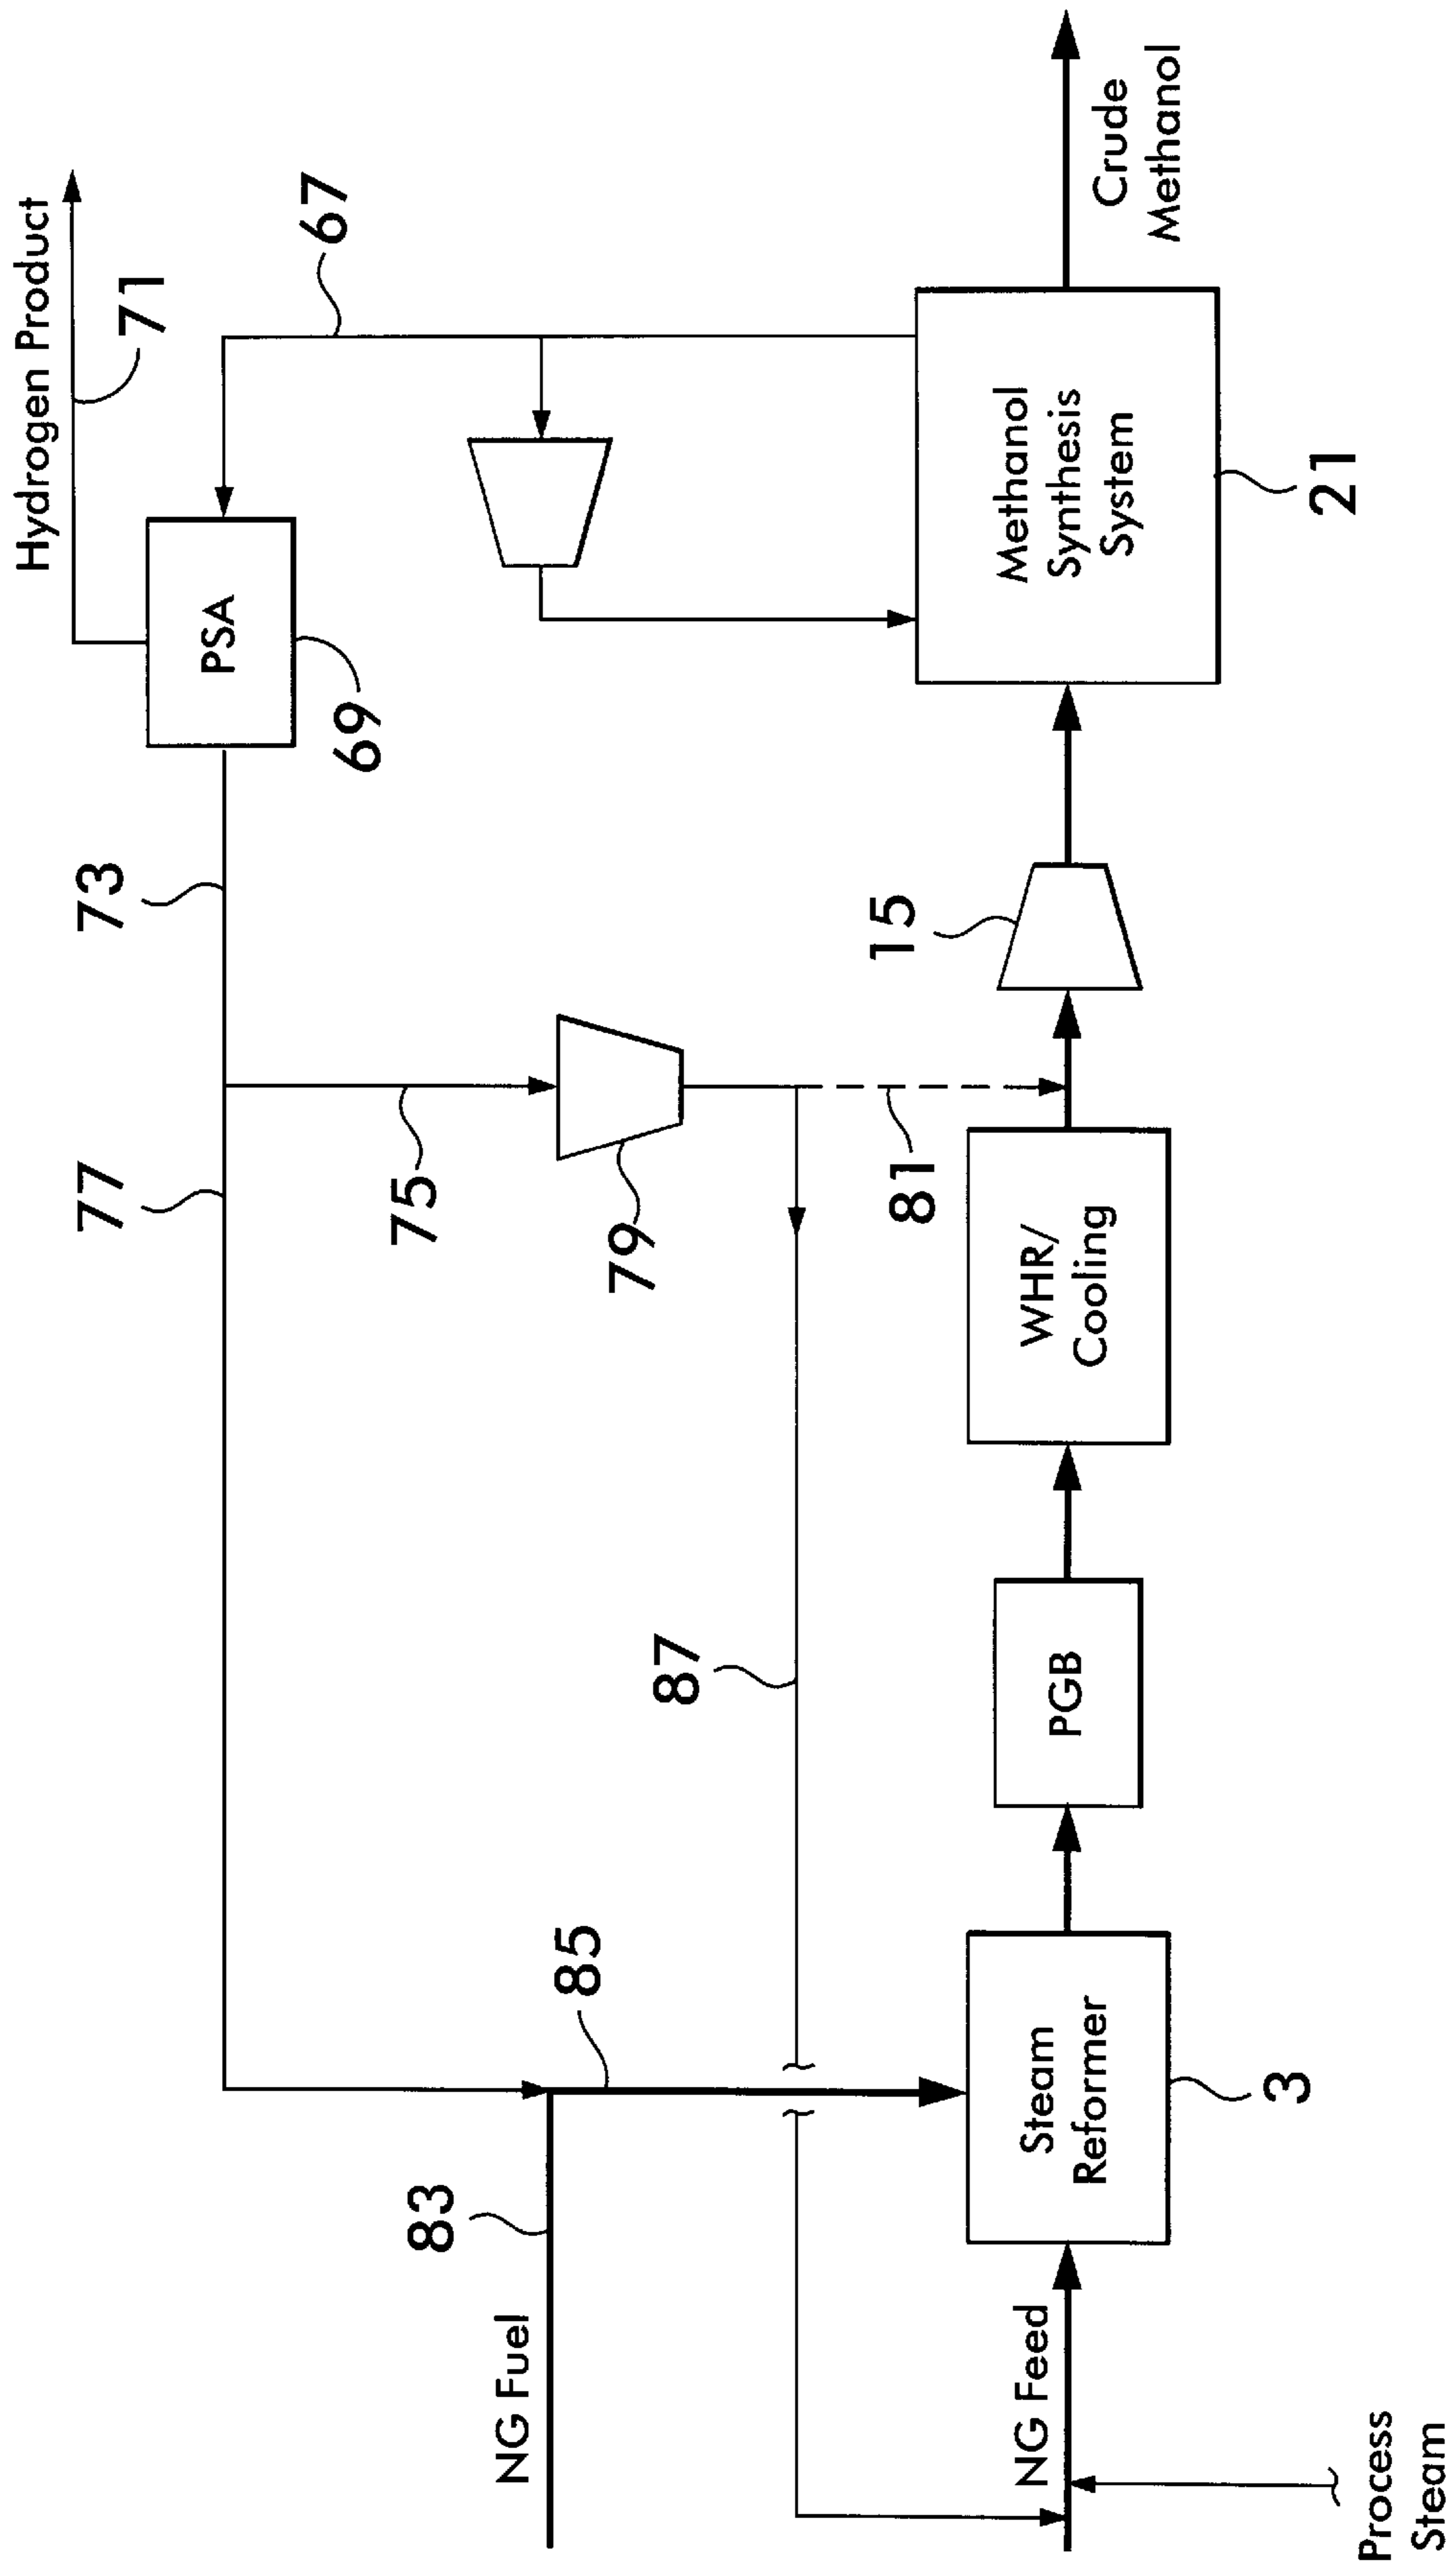 Hydrogen Product
71
67
PSA
69
73
77
75
79
81
87
85
83
NG Fuel
15
Crude
Methanol
Methanol
Synthesis
System
21
WHR/
Cooling
PGB
Steam
Reformer
3
NG Feed
Process
Steam